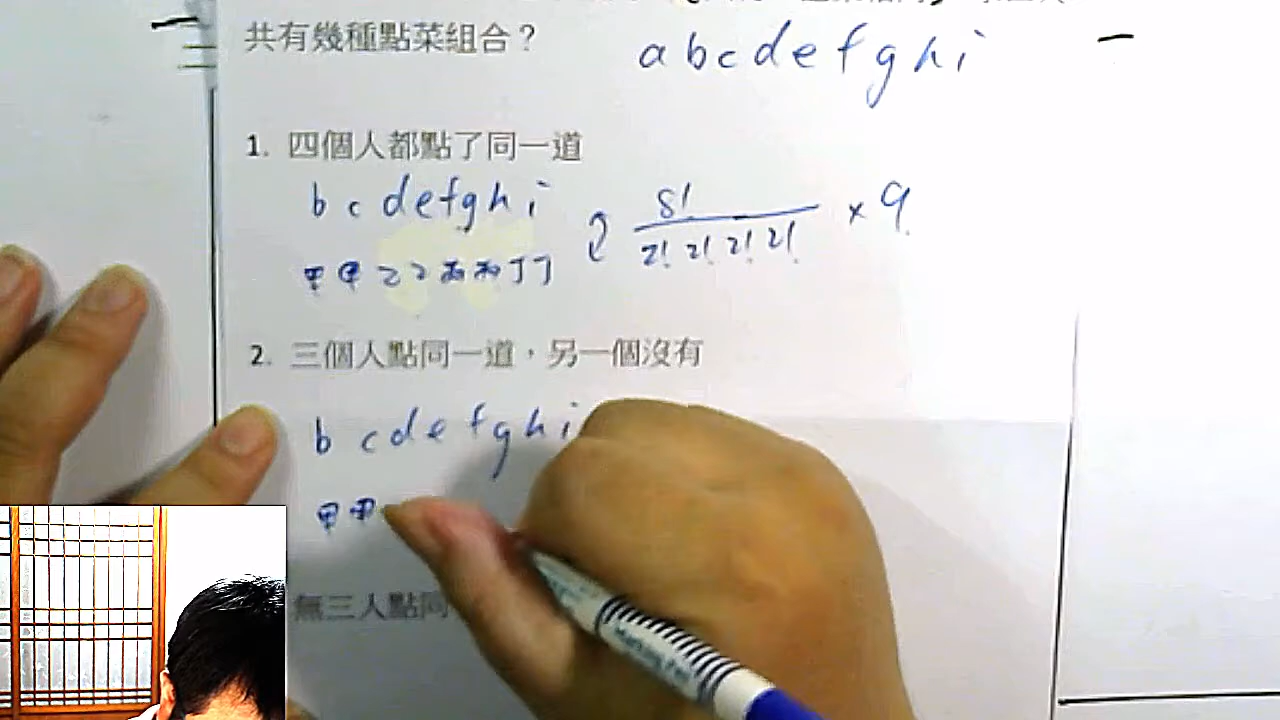 共有幾種點菜組合？
a b c d e f g h i
1. 四個人都點了同一道
b c d e f g h i
8! / 2! 2! 2! 2! × 9
甲甲乙乙丙丙丁丁
2. 三個人點同一道，另一個沒有
b c d e f g h i
甲甲
無三人點同